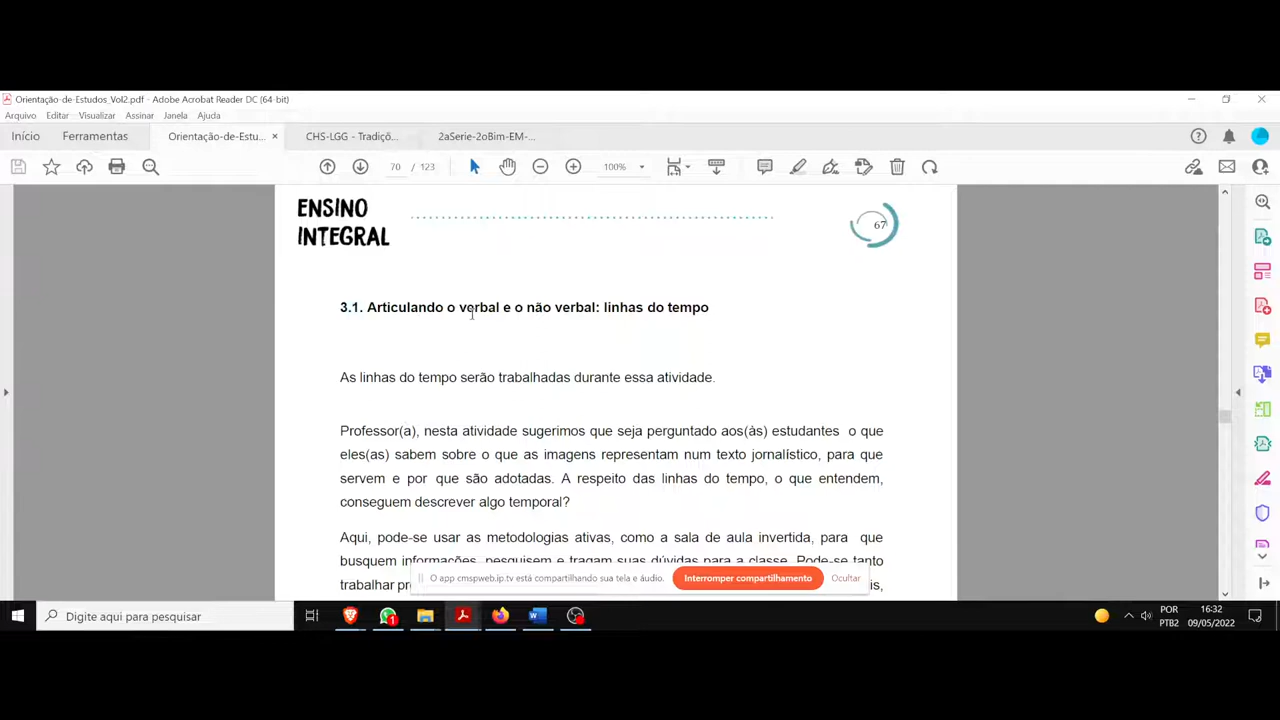 Orientação-de-Estudos_Vol2.pdf - Adobe Acrobat Reader DC (64-bit)
Arquivo Editar Visualizar Assinar Janela Ajuda
Início Ferramentas Orientação-de-Estu... × CHS-LGG - Tradiçõ... 2aSerie-2oBim-EM-...
70 / 123 100%
ENSINO
INTEGRAL
67
3.1. Articulando o verbal e o não verbal: linhas do tempo
As linhas do tempo serão trabalhadas durante essa atividade.
Professor(a), nesta atividade sugerimos que seja perguntado aos(às) estudantes o que
eles(as) sabem sobre o que as imagens representam num texto jornalístico, para que
servem e por que são adotadas. A respeito das linhas do tempo, o que entendem,
conseguem descrever algo temporal?
Aqui, pode-se usar as metodologias ativas, como a sala de aula invertida, para que
busquem informações, pesquisem e tragam suas dúvidas para a classe. Pode-se tanto
trabalhar
O app cmspweb.ip.tv está compartilhando sua tela e áudio. Interromper compartilhamento Ocultar
Digite aqui para pesquisar
1
POR
PTB2
16:32
09/05/2022